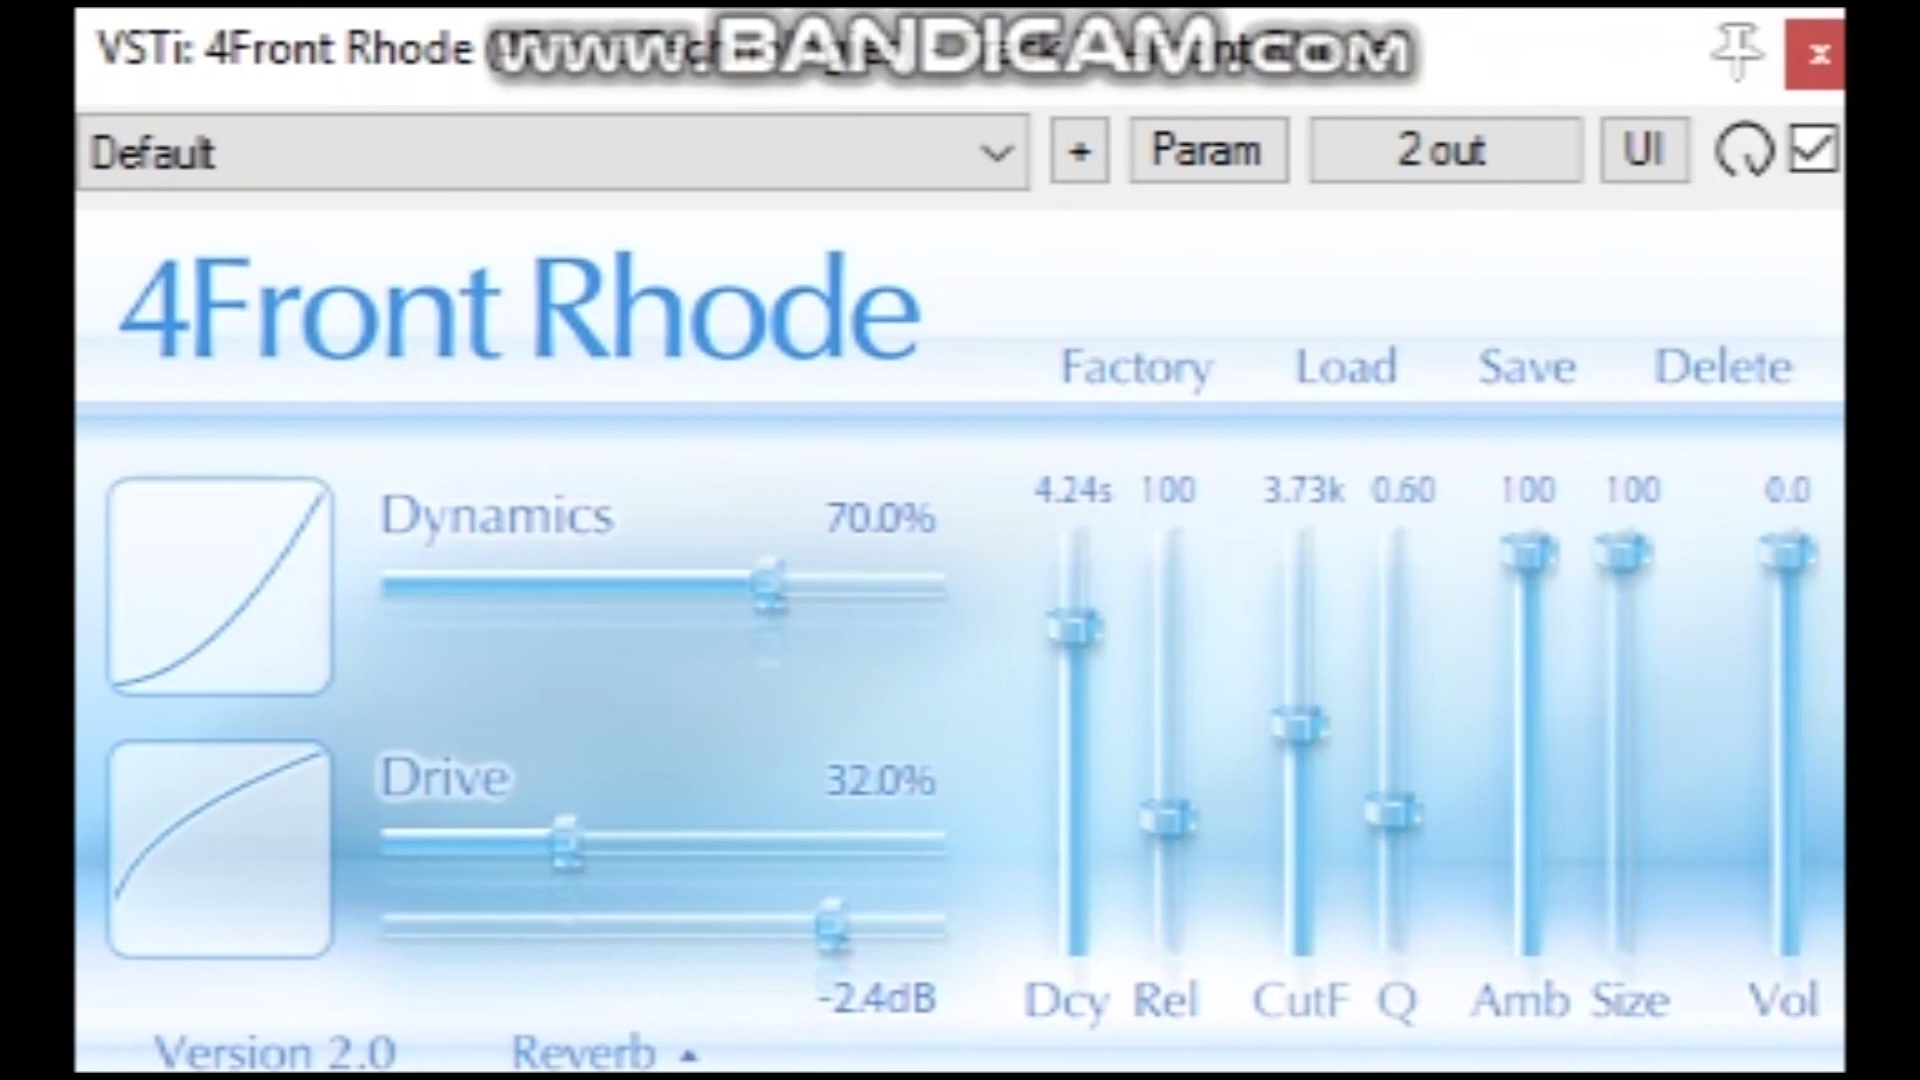 VSTi: 4Front Rhode
www.BANDICAM.com
x
Default
+
Param
2 out
UI
4Front Rhode
Factory Load Save Delete
4.24s 100 3.73k 0.60 100 100 0.0
Dynamics 70.0%
Drive 32.0%
-2.4dB
Dcy Rel CutF Q Amb Size Vol
Version 2.0 Reverb ▲